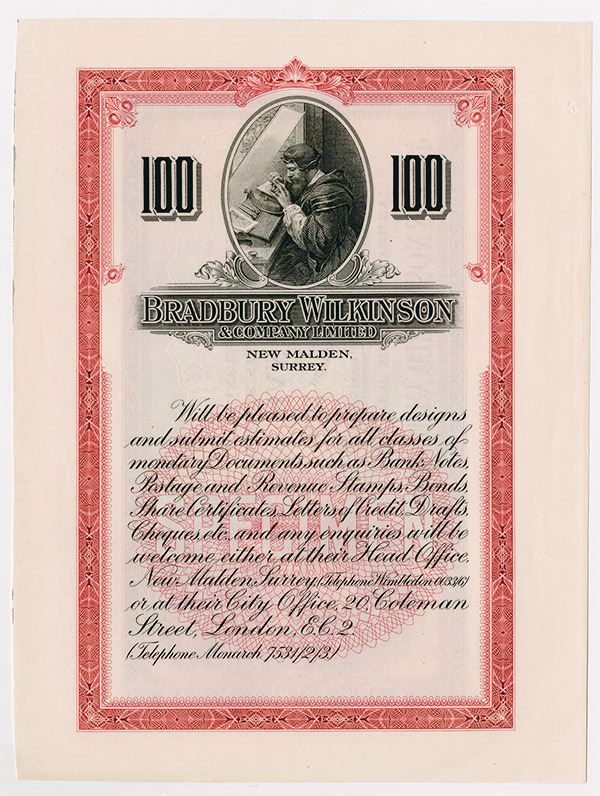 100 100
BRADBURY WILKINSON
& COMPANY LIMITED
NEW MALDEN,
SURREY.
Will be pleased to prepare designs
and submit estimates for all classes of
monetary Documents such as Bank Notes,
Postage and Revenue Stamps, Bonds,
Share Certificates, Letters of Credit, Drafts,
Cheques, etc. and any enquiries will be
welcome either at their Head Office,
New Malden, Surrey (Telephone Wimbledon 0033/6)
or at their City Office, 20, Coleman
Street, London, E.C. 2.
(Telephone Monarch 7531/2/3)
SPECIMEN